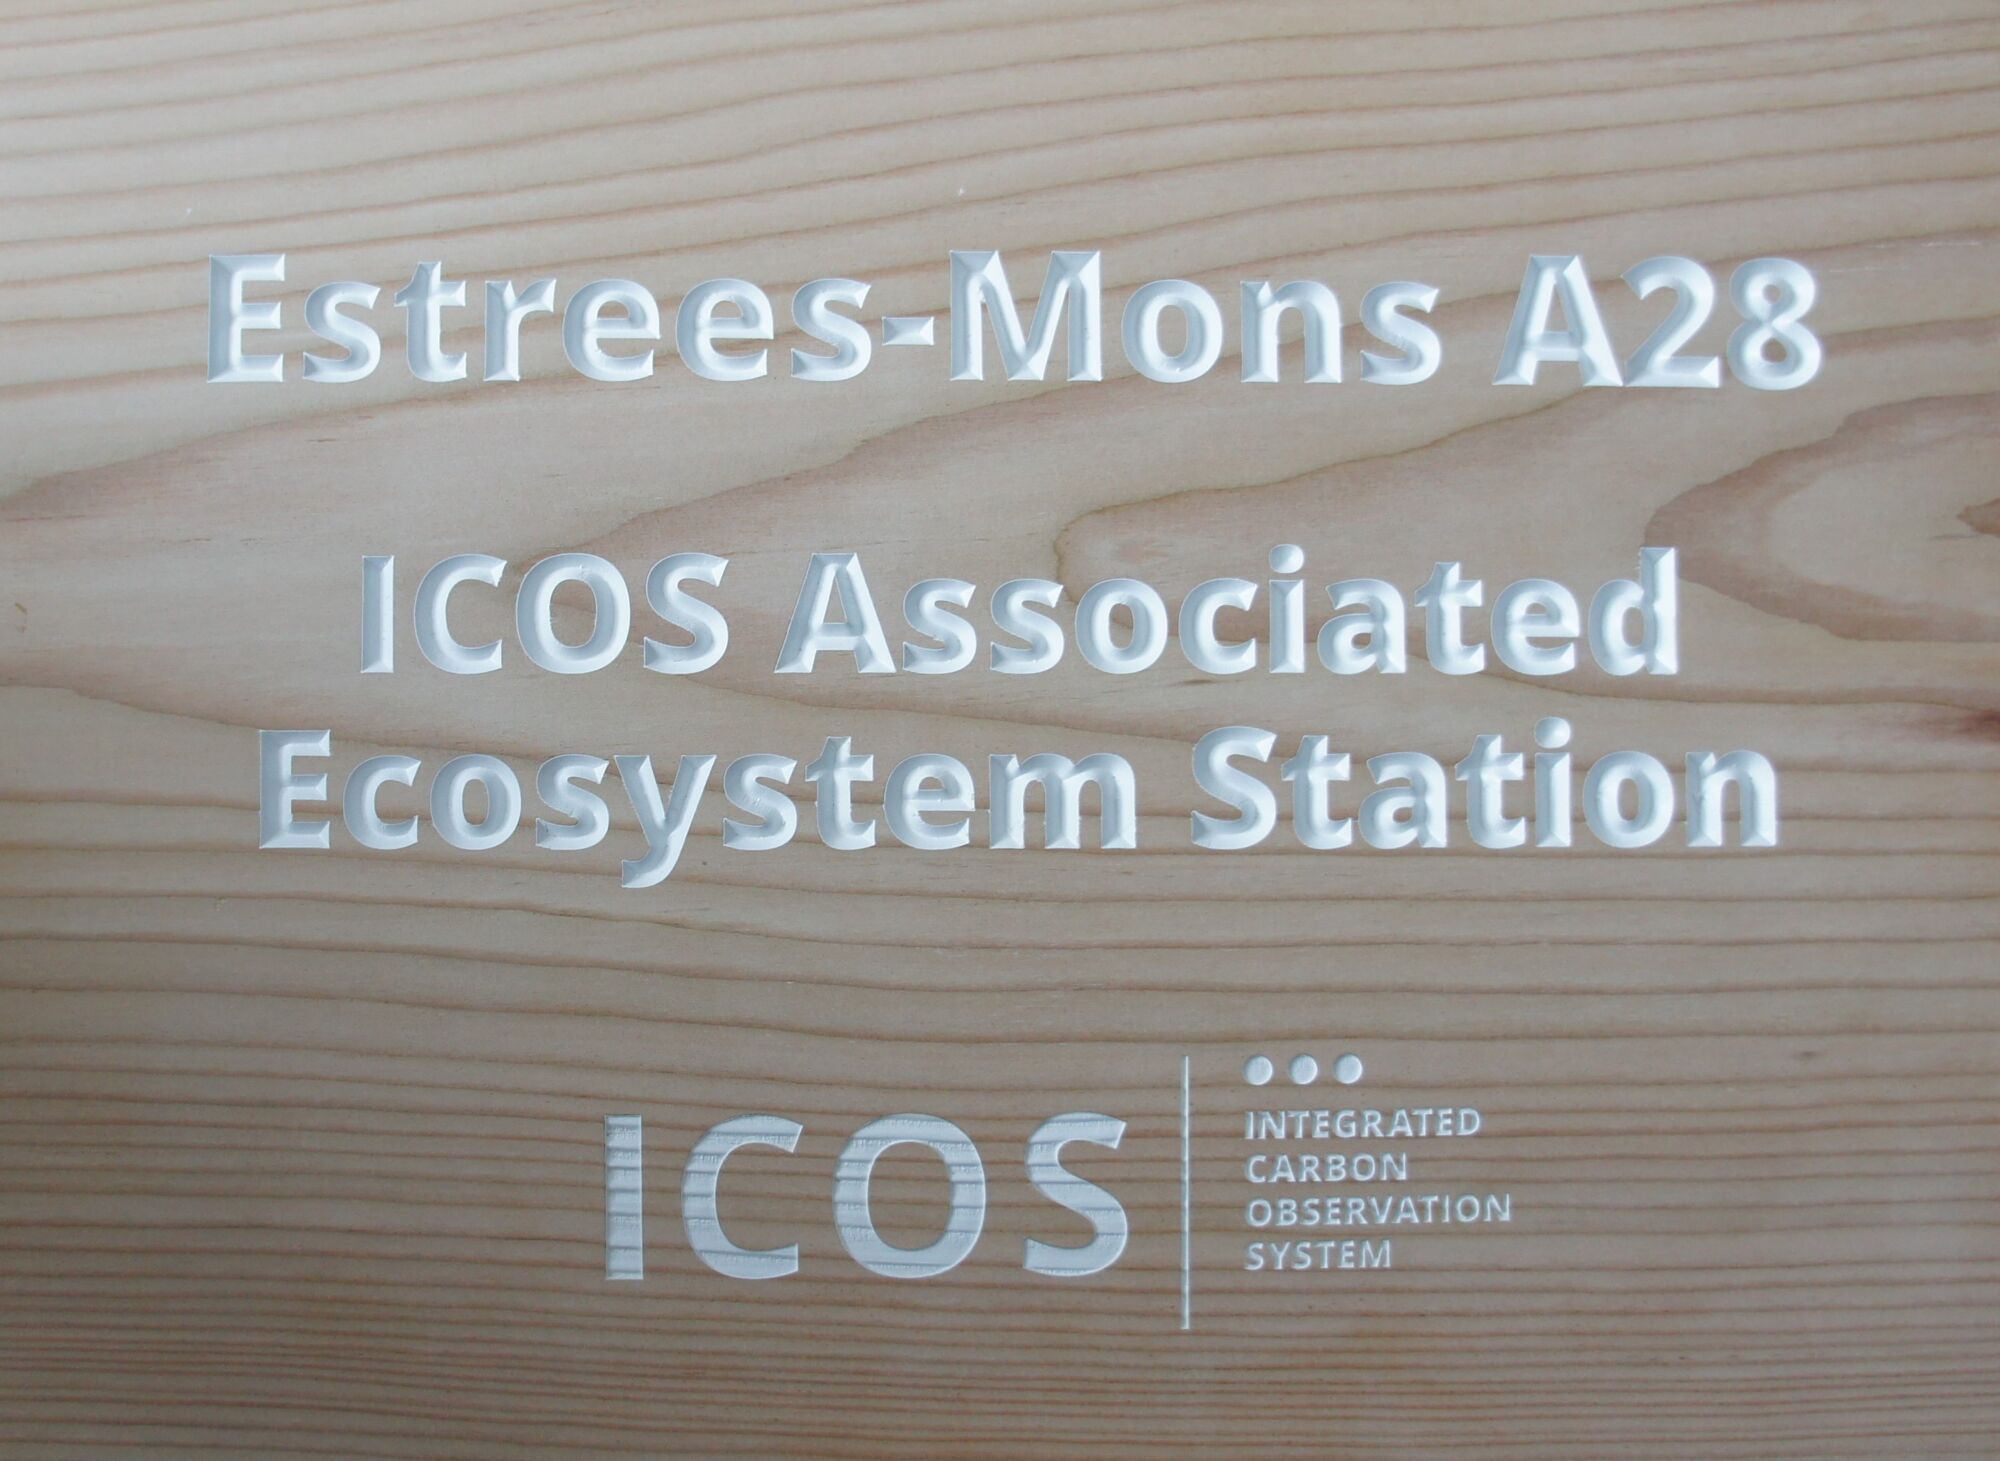 Estrees-Mons A28
ICOS Associated
Ecosystem Station
ICOS
INTEGRATED
CARBON
OBSERVATION
SYSTEM